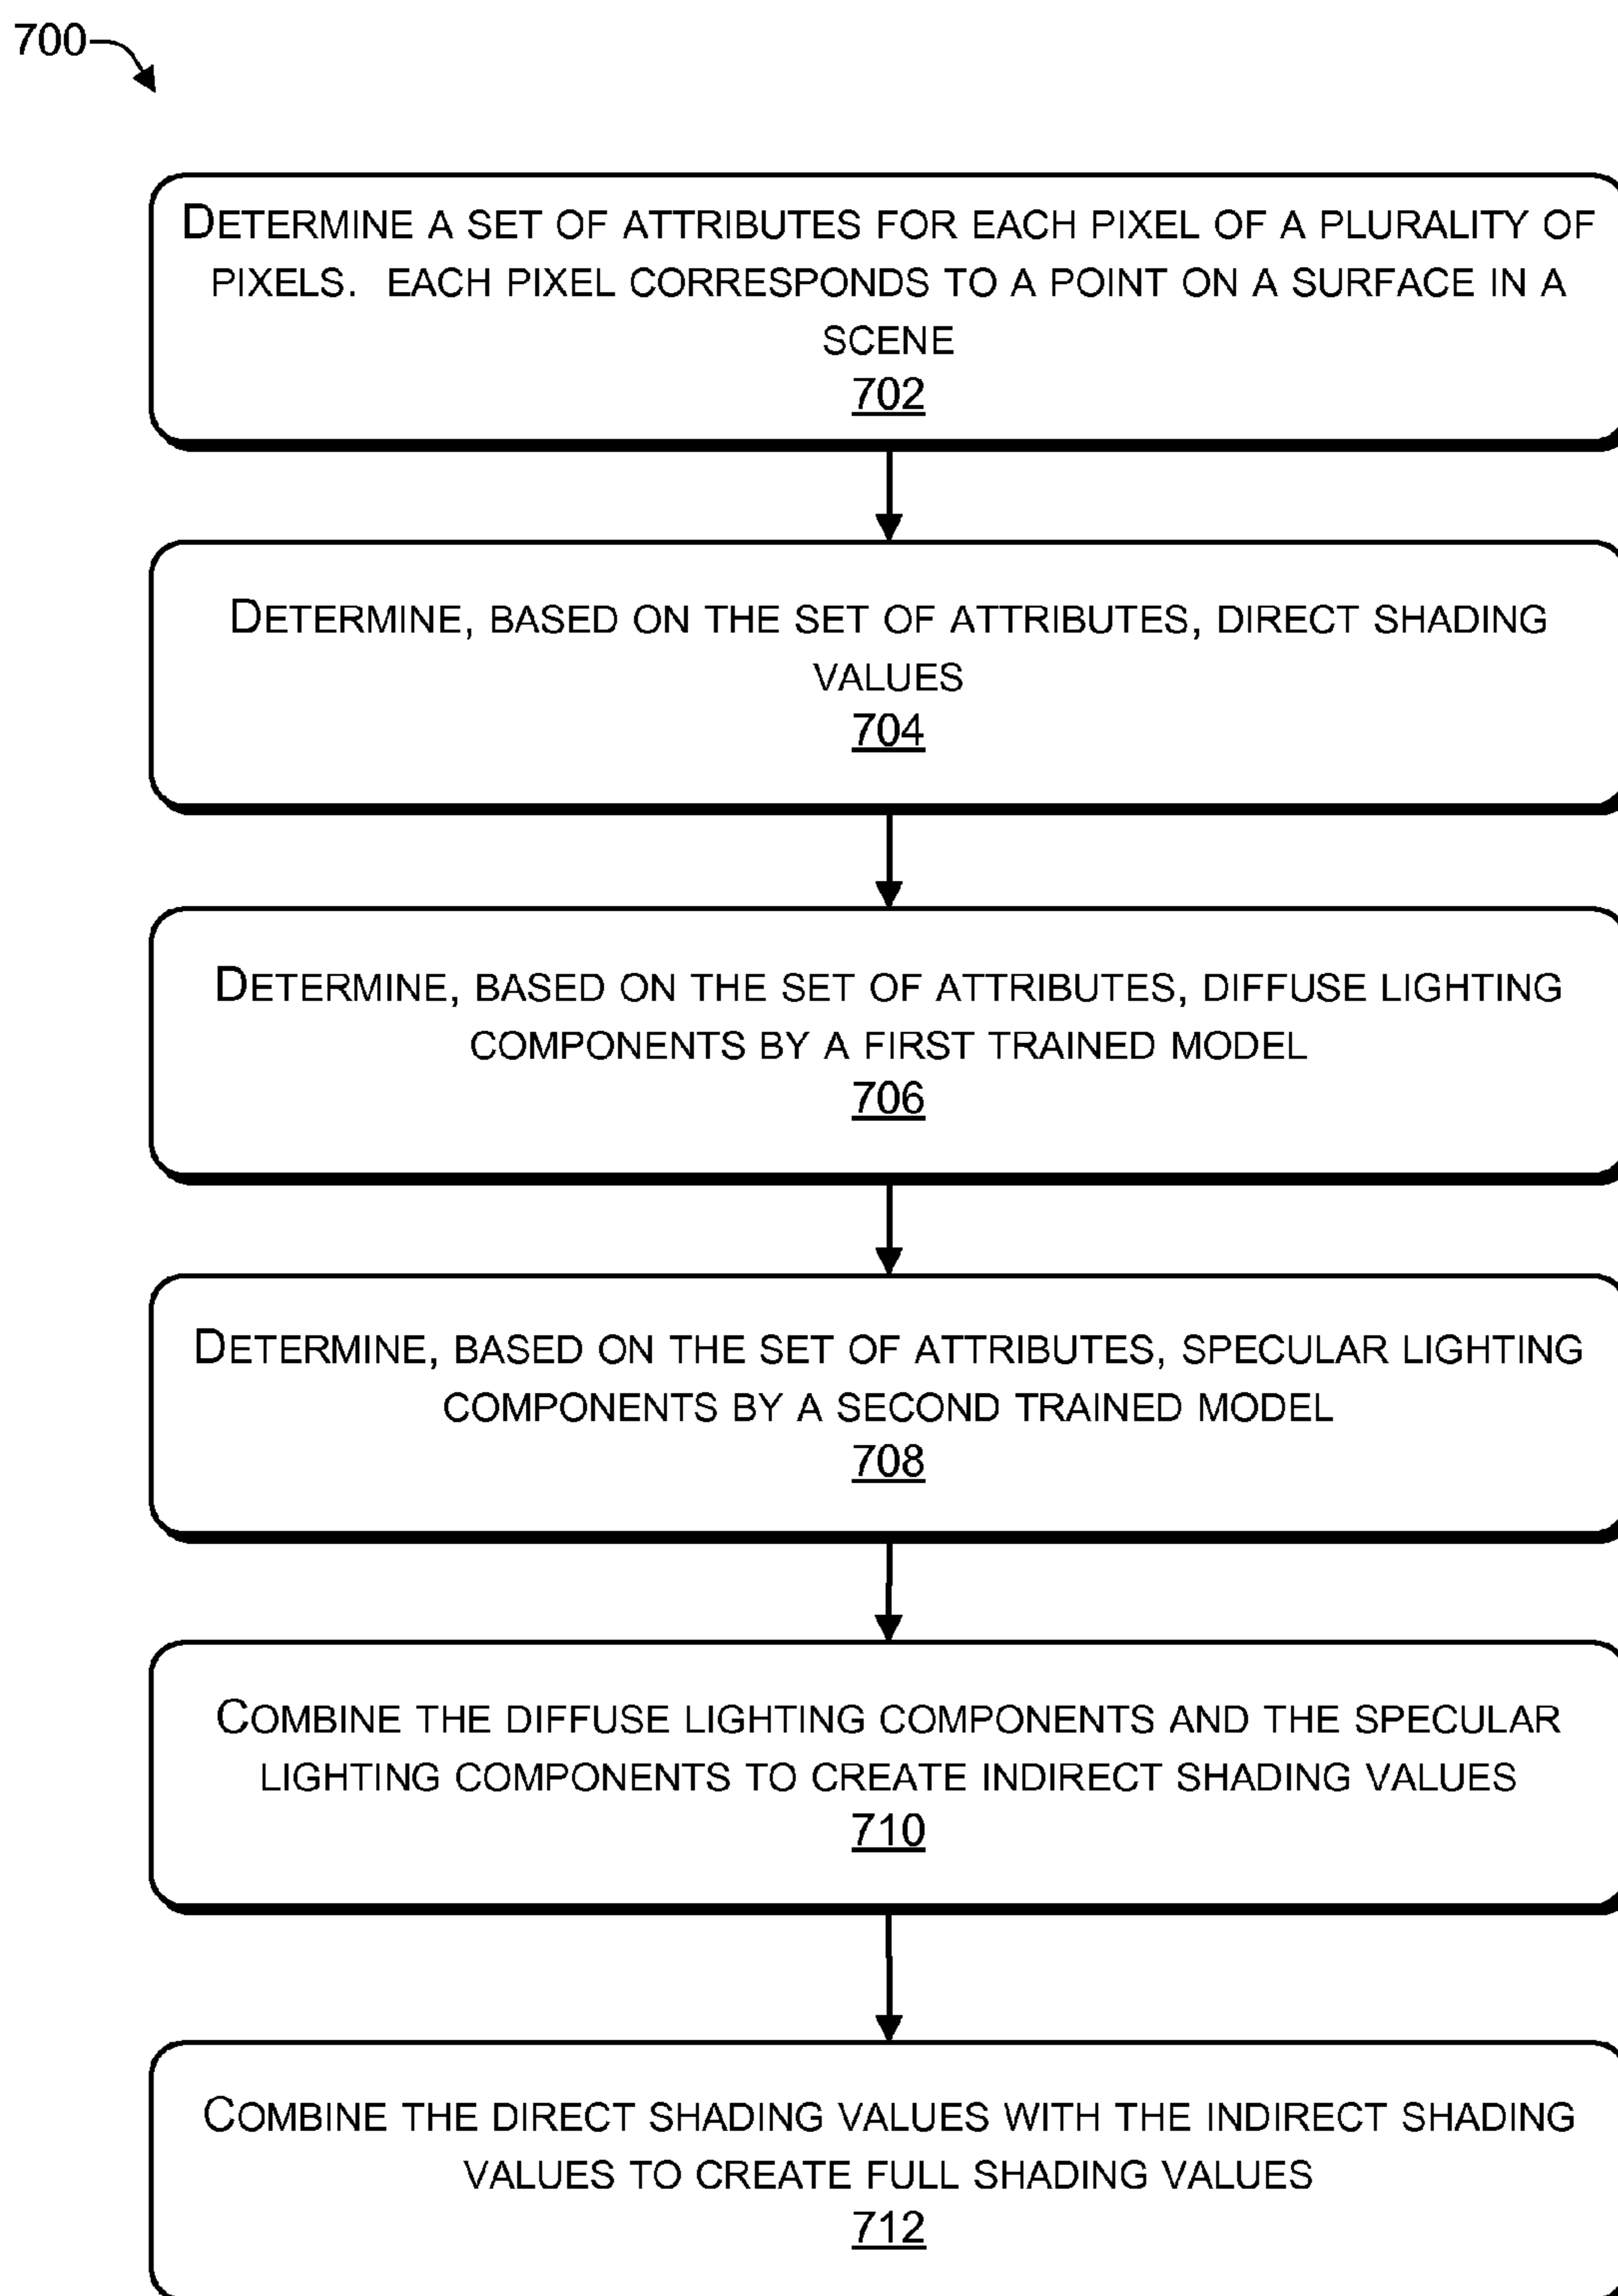 700
DETERMINE A SET OF ATTRIBUTES FOR EACH PIXEL OF A PLURALITY OF
PIXELS. EACH PIXEL CORRESPONDS TO A POINT ON A SURFACE IN A
SCENE
702
DETERMINE, BASED ON THE SET OF ATTRIBUTES, DIRECT SHADING
VALUES
704
DETERMINE, BASED ON THE SET OF ATTRIBUTES, DIFFUSE LIGHTING
COMPONENTS BY A FIRST TRAINED MODEL
706
DETERMINE, BASED ON THE SET OF ATTRIBUTES, SPECULAR LIGHTING
COMPONENTS BY A SECOND TRAINED MODEL
708
COMBINE THE DIFFUSE LIGHTING COMPONENTS AND THE SPECULAR
LIGHTING COMPONENTS TO CREATE INDIRECT SHADING VALUES
710
COMBINE THE DIRECT SHADING VALUES WITH THE INDIRECT SHADING
VALUES TO CREATE FULL SHADING VALUES
712